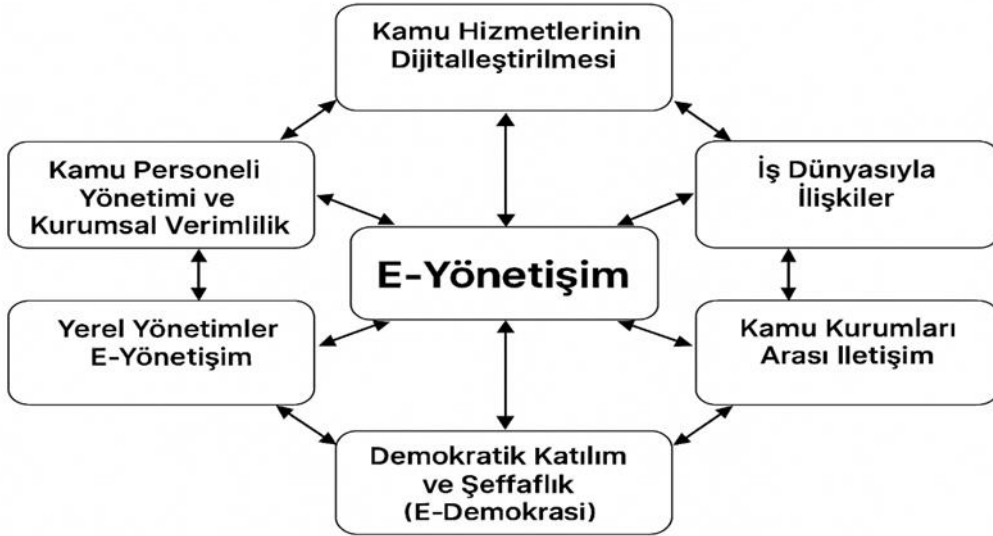 Kamu Hizmetlerinin
Dijitalleştirilmesi
Kamu Personeli
Yönetimi ve
Kurumsal Verimlilik
İş Dünyasıyla
İlişkiler
E-Yönetişim
Yerel Yönetimler
E-Yönetişim
Kamu Kurumları
Arası Iletişim
Demokratik Katılım
ve Şeffaflık
(E-Demokrasi)